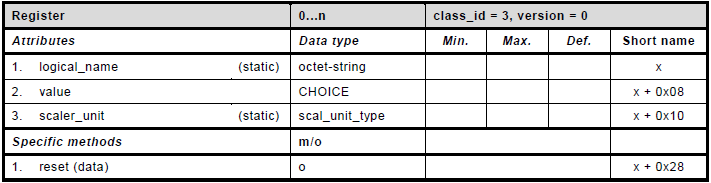 Register 0...n class_id = 3, version = 0
Attributes Data type Min. Max. Def. Short name
1. logical_name (static) octet-string x
2. value CHOICE x + 0x08
3. scaler_unit (static) scal_unit_type x + 0x10
Specific methods m/o
1. reset (data) o x + 0x28